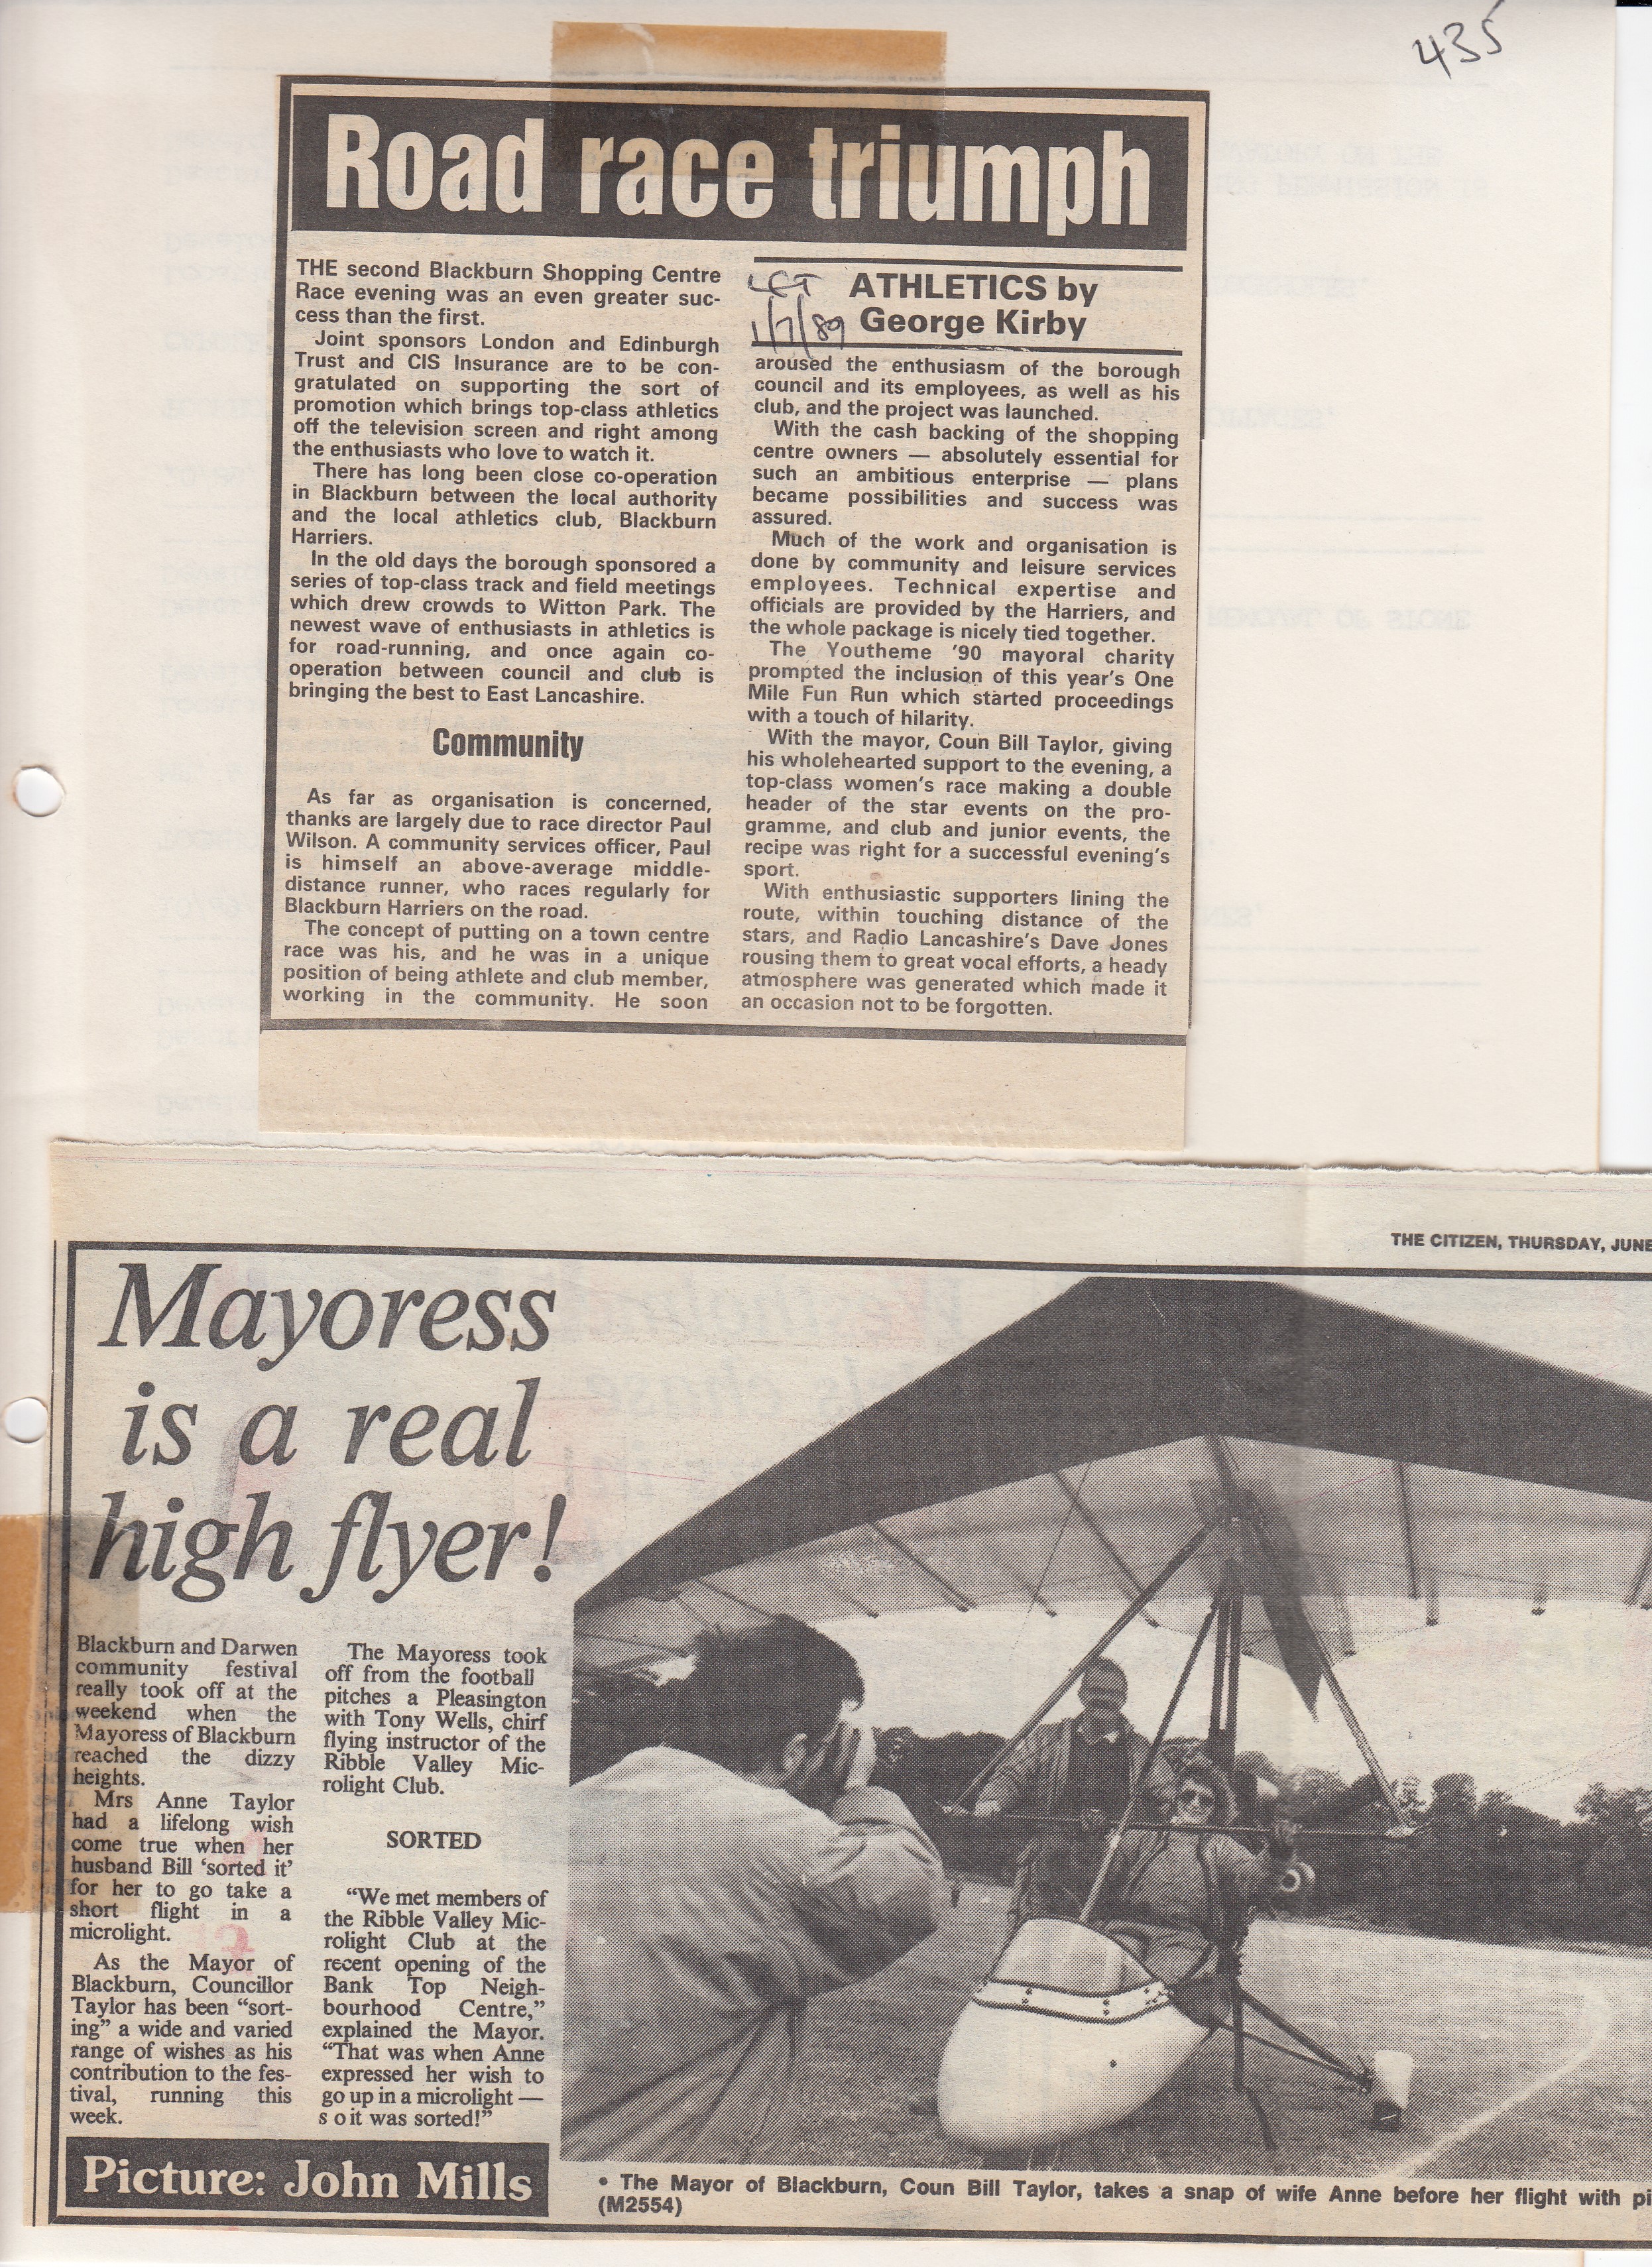 435
Road race triumph
THE second Blackburn Shopping Centre
Race evening was an even greater suc-
cess than the first.
Joint sponsors London and Edinburgh
Trust and CIS Insurance are to be con-
gratulated on supporting the sort of
promotion which brings top-class athletics
off the television screen and right among
the enthusiasts who love to watch it.
There has long been close co-operation
in Blackburn between the local authority
and the local athletics club, Blackburn
Harriers.
In the old days the borough sponsored a
series of top-class track and field meetings
which drew crowds to Witton Park. The
newest wave of enthusiasts in athletics is
for road-running, and once again co-
operation between council and club is
bringing the best to East Lancashire.
Community
As far as organisation is concerned,
thanks are largely due to race director Paul
Wilson. A community services officer, Paul
is himself an above-average middle-
distance runner, who races regularly for
Blackburn Harriers on the road.
The concept of putting on a town centre
race was his, and he was in a unique
position of being athlete and club member,
working in the community. He soon
LET
1/7/89
ATHLETICS by
George Kirby
aroused the enthusiasm of the borough
council and its employees, as well as his
club, and the project was launched.
With the cash backing of the shopping
centre owners — absolutely essential for
such an ambitious enterprise — plans
became possibilities and success was
assured.
Much of the work and organisation is
done by community and leisure services
employees. Technical expertise and
officials are provided by the Harriers, and
the whole package is nicely tied together.
The Youtheme '90 mayoral charity
prompted the inclusion of this year's One
Mile Fun Run which started proceedings
with a touch of hilarity.
With the mayor, Coun Bill Taylor, giving
his wholehearted support to the evening, a
top-class women's race making a double
header of the star events on the pro-
gramme, and club and junior events, the
recipe was right for a successful evening's
sport.
With enthusiastic supporters lining the
route, within touching distance of the
stars, and Radio Lancashire's Dave Jones
rousing them to great vocal efforts, a heady
atmosphere was generated which made it
an occasion not to be forgotten.
THE CITIZEN, THURSDAY, JUNE
Mayoress
is a real
high flyer!
Blackburn and Darwen
community festival
really took off at the
weekend when the
Mayoress of Blackburn
reached the dizzy
heights.
Mrs Anne Taylor
had a lifelong wish
come true when her
husband Bill 'sorted it'
for her to go take a
short flight in a
microlight.
As the Mayor of
Blackburn, Councillor
Taylor has been "sort-
ing" a wide and varied
range of wishes as his
contribution to the fes-
tival, running this
week.
The Mayoress took
off from the football
pitches a Pleasington
with Tony Wells, chirf
flying instructor of the
Ribble Valley Mic-
rolight Club.
SORTED
"We met members of
the Ribble Valley Mic-
rolight Club at the
recent opening of the
Bank Top Neigh-
bourhood Centre,"
explained the Mayor.
"That was when Anne
expressed her wish to
go up in a microlight —
s o it was sorted!"
Picture: John Mills
• The Mayor of Blackburn, Coun Bill Taylor, takes a snap of wife Anne before her flight with pi
(M2554)